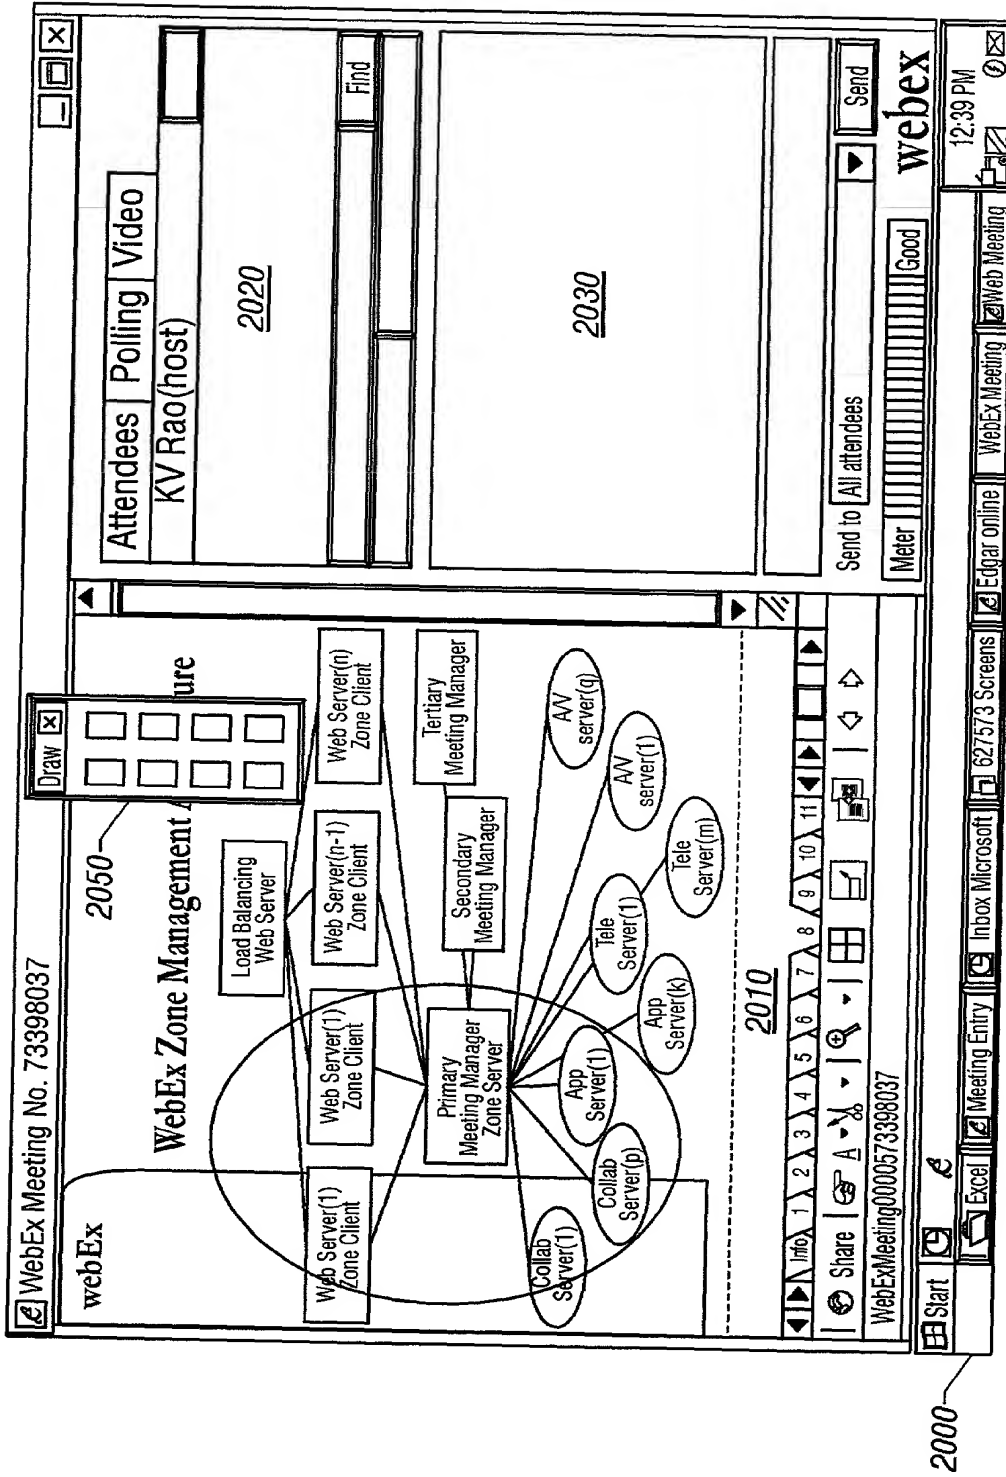 WebEx Meeting No. 73398037
2050
Draw
webEx
WebEx Zone Management A
ure
Load Balancing
Web Server
Web Server(1)
Zone Client
Web Server(1)
Zone Client
Web Server(n-1)
Zone Client
Web Server(n)
Zone Client
Primary
Meeting Manager
Zone Server
Secondary
Meeting Manager
Tertiary
Meeting Manager
Collab
Server(1)
Collab
Server(p)
App
Server(1)
App
Server(k)
Tele
Server(1)
Tele
Server(m)
A/V
server(1)
A/V
server(q)
2010
Info 1 2 3 4 5 6 7 8 9 10 11
Share
A
WebExMeeting0000573398037
Attendees Polling Video
KV Rao(host)
2020
Find
2030
Send to All attendees
Send
Meter
Good
webex
Start
12:39 PM
Excel
Meeting Entry
Inbox Microsoft
627573 Screens
Edgar online
WebEx Meeting
Web Meeting
2000